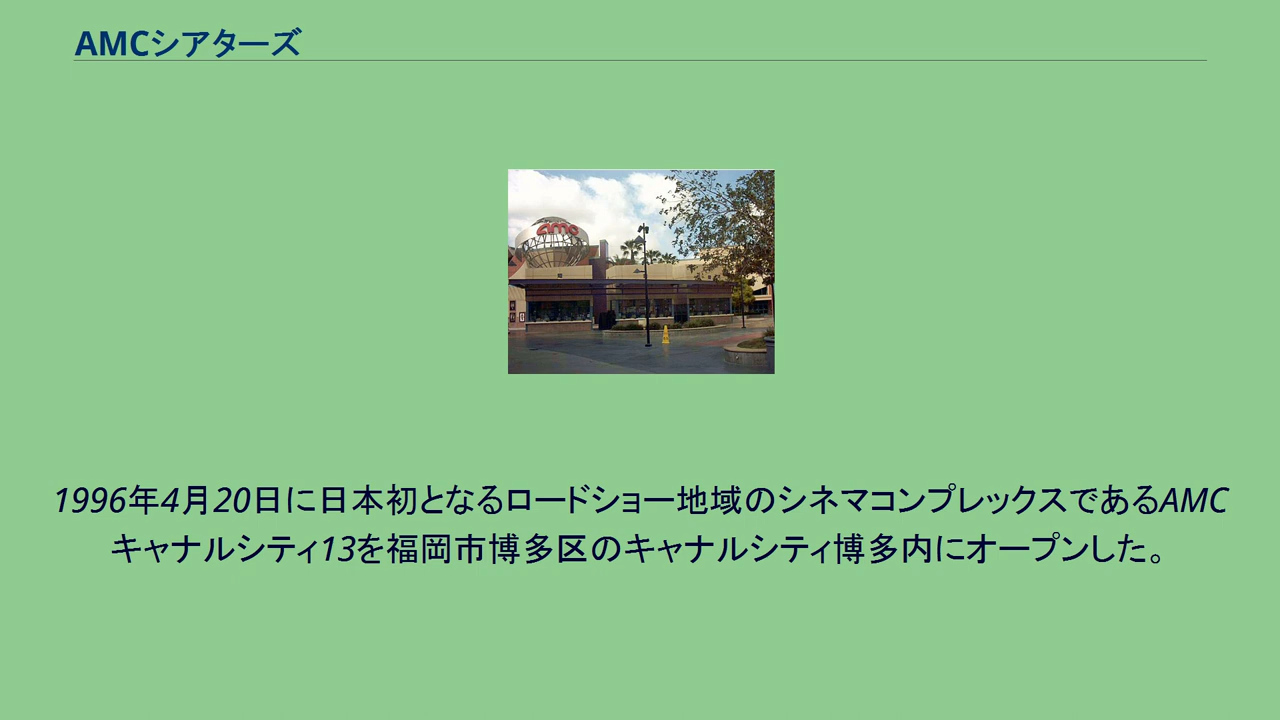 AMCシアターズ
amc
1996年4月20日に日本初となるロードショー地域のシネマコンプレックスであるAMC
キャナルシティ13を福岡市博多区のキャナルシティ博多内にオープンした。